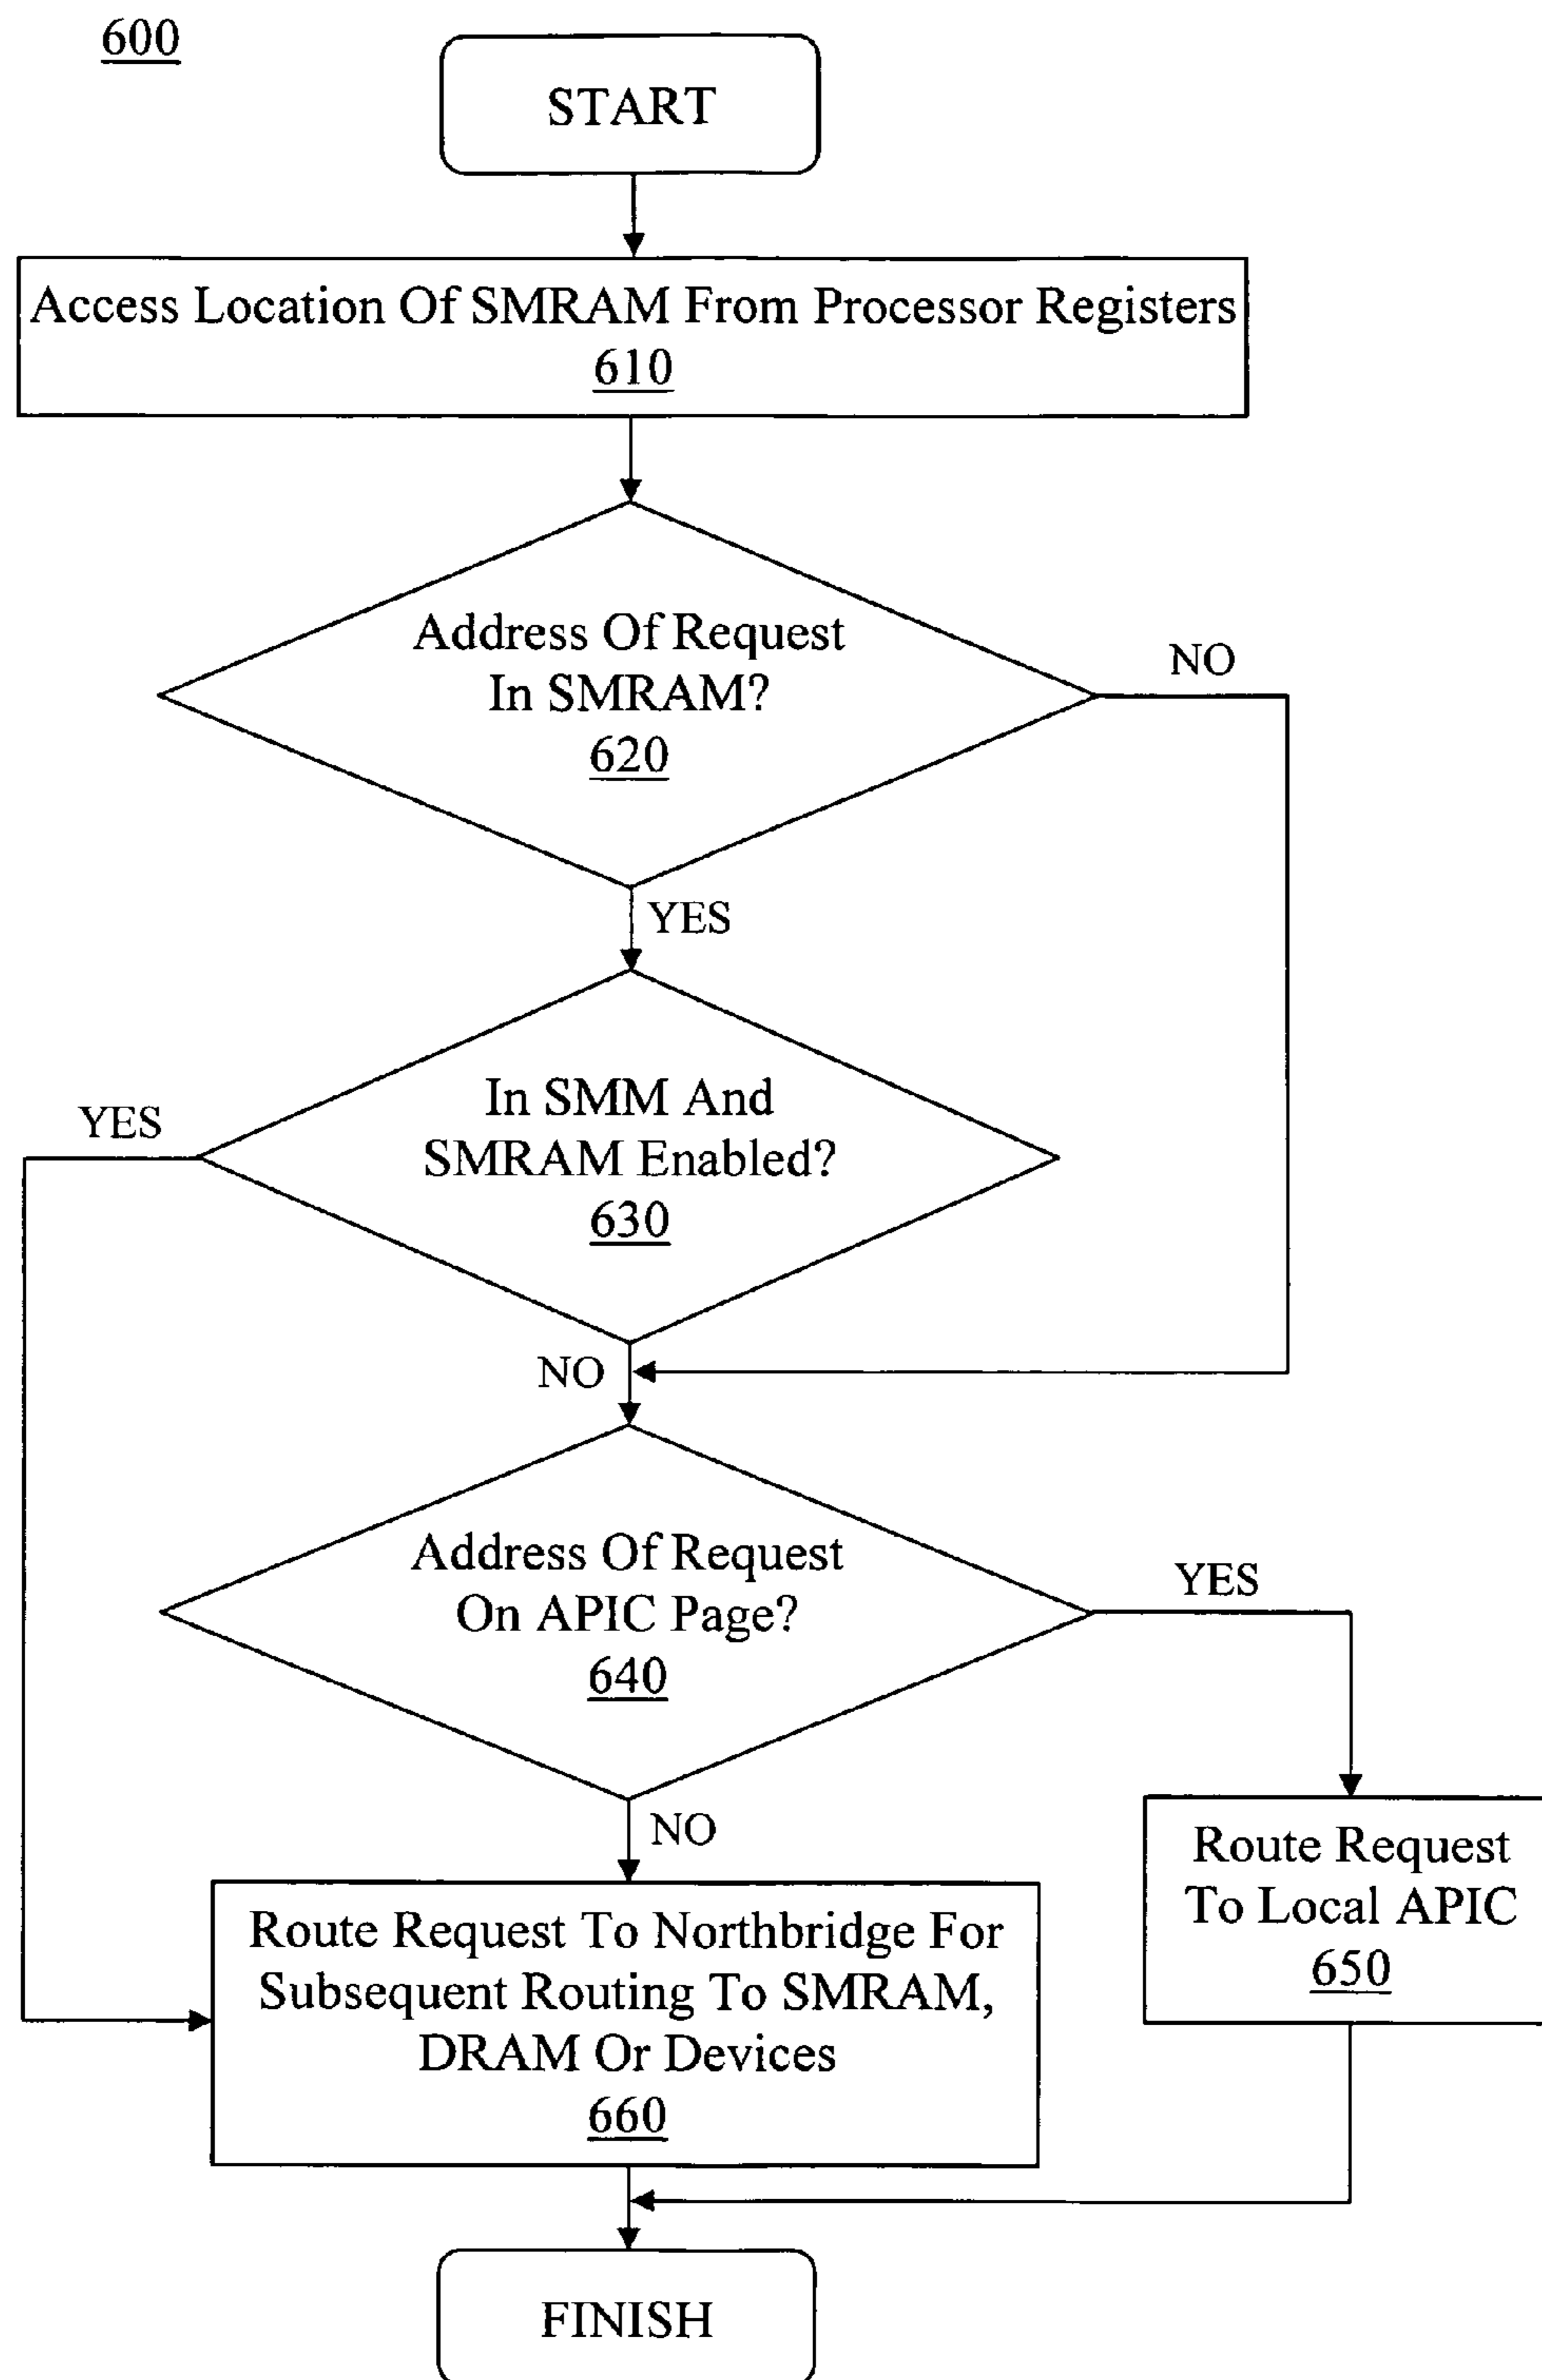 600
START
Access Location Of SMRAM From Processor Registers
610
Address Of Request
In SMRAM?
620
NO
YES
In SMM And
SMRAM Enabled?
630
YES
NO
Address Of Request
On APIC Page?
640
YES
NO
Route Request
To Local APIC
650
Route Request To Northbridge For
Subsequent Routing To SMRAM,
DRAM Or Devices
660
FINISH